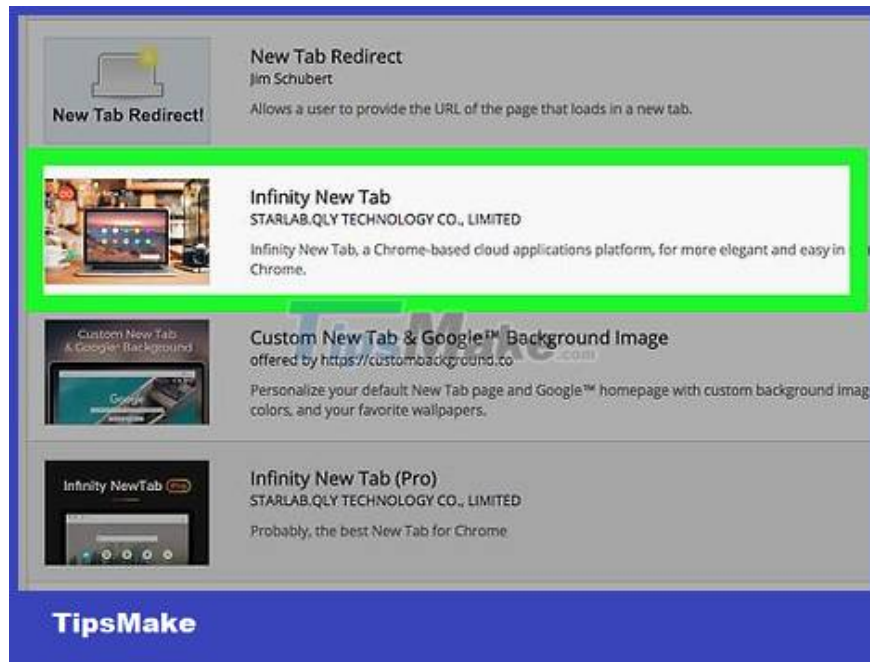 New Tab Redirect!
New Tab Redirect
Jim Schubert
Allows a user to provide the URL of the page that loads in a new tab.
Infinity New Tab
STARLAB.QLY TECHNOLOGY CO., LIMITED
Infinity New Tab, a Chrome-based cloud applications platform, for more elegant and easy in
Chrome.
TipsMake.com
Custom New Tab
& Google™ Background
Google
Custom New Tab & Google™ Background Image
offered by https://custombackground.co
Personalize your default New Tab page and Google™ homepage with custom background imag
colors, and your favorite wallpapers.
Infinity NewTab Pro
Infinity New Tab (Pro)
STARLAB.QLY TECHNOLOGY CO., LIMITED
Probably, the best New Tab for Chrome
TipsMake